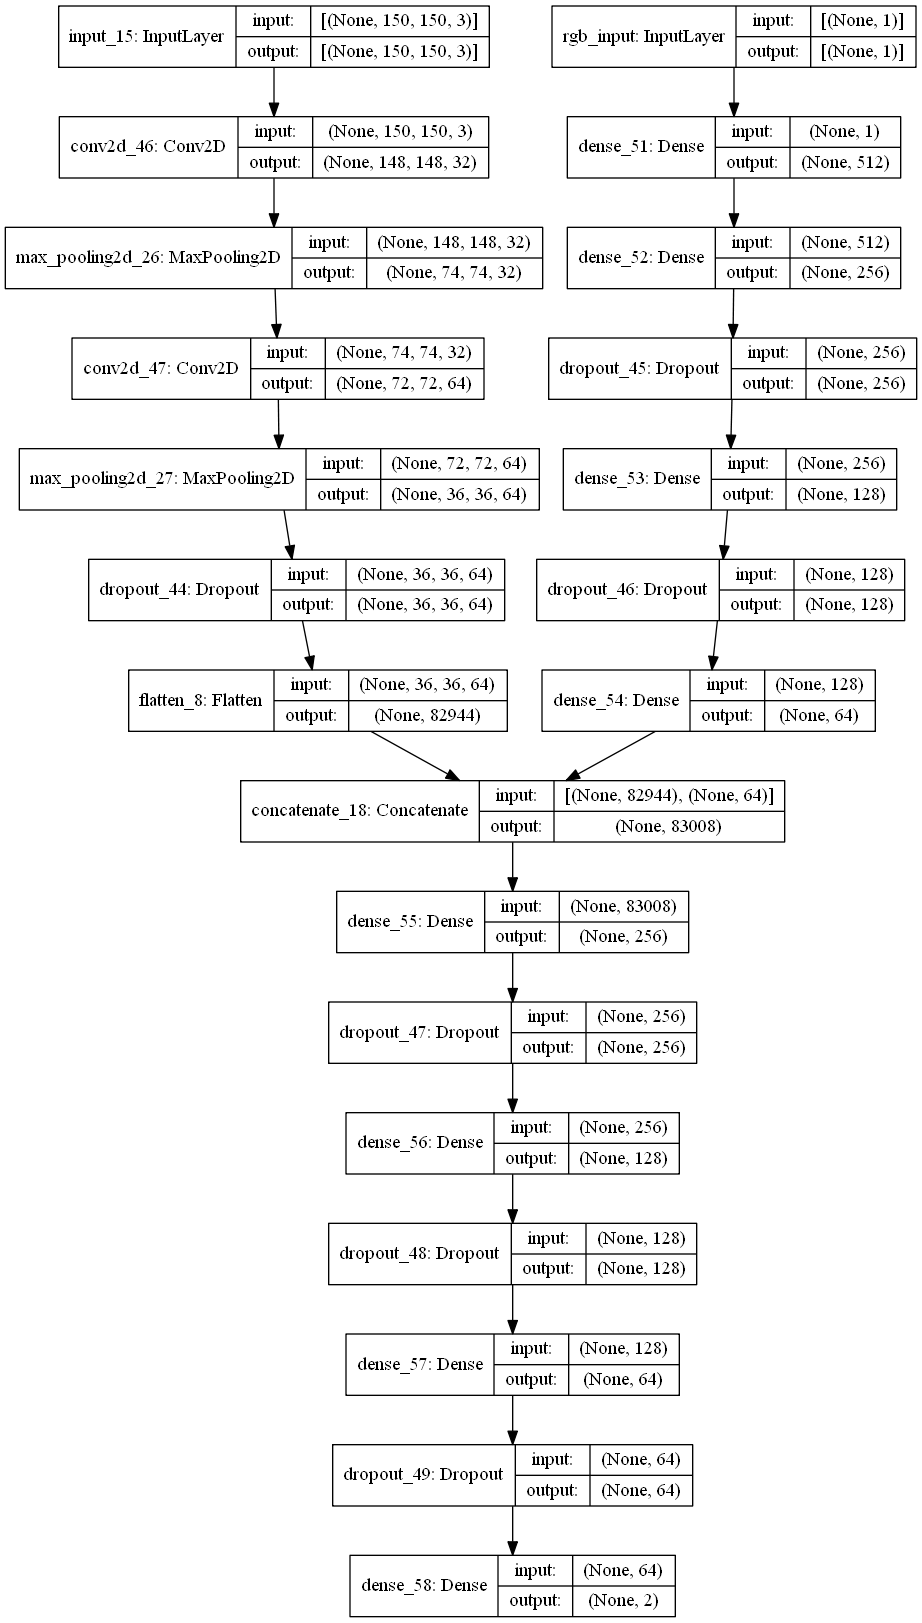 input_15: InputLayer
input: [(None, 150, 150, 3)]
output: [(None, 150, 150, 3)]
conv2d_46: Conv2D
input: (None, 150, 150, 3)
output: (None, 148, 148, 32)
max_pooling2d_26: MaxPooling2D
input: (None, 148, 148, 32)
output: (None, 74, 74, 32)
conv2d_47: Conv2D
input: (None, 74, 74, 32)
output: (None, 72, 72, 64)
max_pooling2d_27: MaxPooling2D
input: (None, 72, 72, 64)
output: (None, 36, 36, 64)
dropout_44: Dropout
input: (None, 36, 36, 64)
output: (None, 36, 36, 64)
flatten_8: Flatten
input: (None, 36, 36, 64)
output: (None, 82944)
rgb_input: InputLayer
input: [(None, 1)]
output: [(None, 1)]
dense_51: Dense
input: (None, 1)
output: (None, 512)
dense_52: Dense
input: (None, 512)
output: (None, 256)
dropout_45: Dropout
input: (None, 256)
output: (None, 256)
dense_53: Dense
input: (None, 256)
output: (None, 128)
dropout_46: Dropout
input: (None, 128)
output: (None, 128)
dense_54: Dense
input: (None, 128)
output: (None, 64)
concatenate_18: Concatenate
input: [(None, 82944), (None, 64)]
output: (None, 83008)
dense_55: Dense
input: (None, 83008)
output: (None, 256)
dropout_47: Dropout
input: (None, 256)
output: (None, 256)
dense_56: Dense
input: (None, 256)
output: (None, 128)
dropout_48: Dropout
input: (None, 128)
output: (None, 128)
dense_57: Dense
input: (None, 128)
output: (None, 64)
dropout_49: Dropout
input: (None, 64)
output: (None, 64)
dense_58: Dense
input: (None, 64)
output: (None, 2)